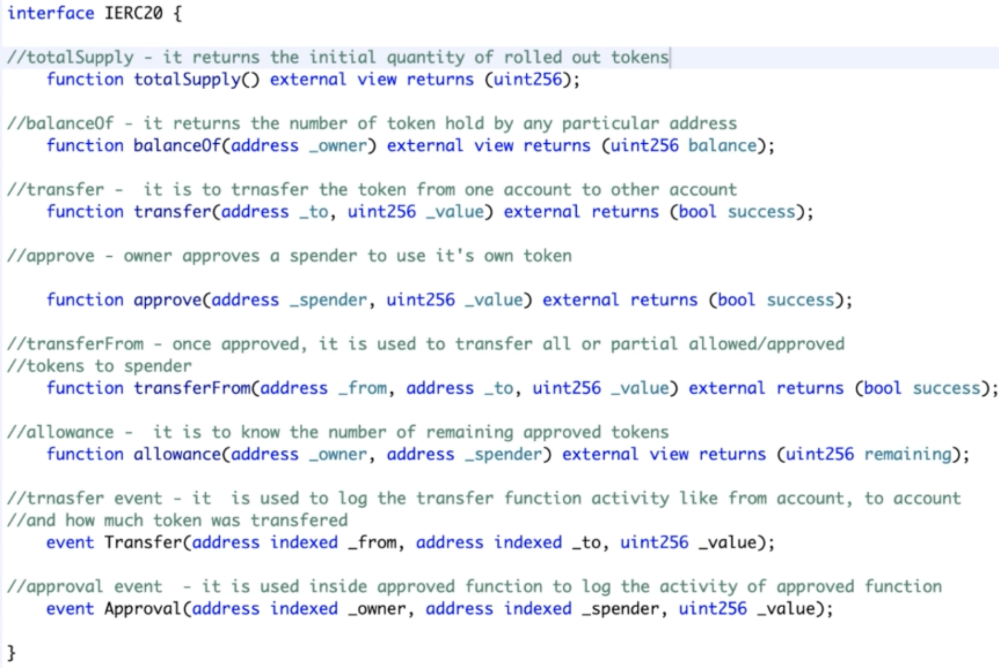 interface IERC20 {
//totalSupply - it returns the initial quantity of rolled out tokens
function totalSupply() external view returns (uint256);
//balanceOf - it returns the number of token hold by any particular address
function balanceOf(address _owner) external view returns (uint256 balance);
//transfer -  it is to trnasfer the token from one account to other account
function transfer(address _to, uint256 _value) external returns (bool success);
//approve - owner approves a spender to use it's own token
function approve(address _spender, uint256 _value) external returns (bool success);
//transferFrom - once approved, it is used to transfer all or partial allowed/approved
//tokens to spender
function transferFrom(address _from, address _to, uint256 _value) external returns (bool success);
//allowance -  it is to know the number of remaining approved tokens
function allowance(address _owner, address _spender) external view returns (uint256 remaining);
//trnasfer event - it  is used to log the transfer function activity like from account, to account
//and how much token was transfered
event Transfer(address indexed _from, address indexed _to, uint256 _value);
//approval event  - it is used inside approved function to log the activity of approved function
event Approval(address indexed _owner, address indexed _spender, uint256 _value);
}